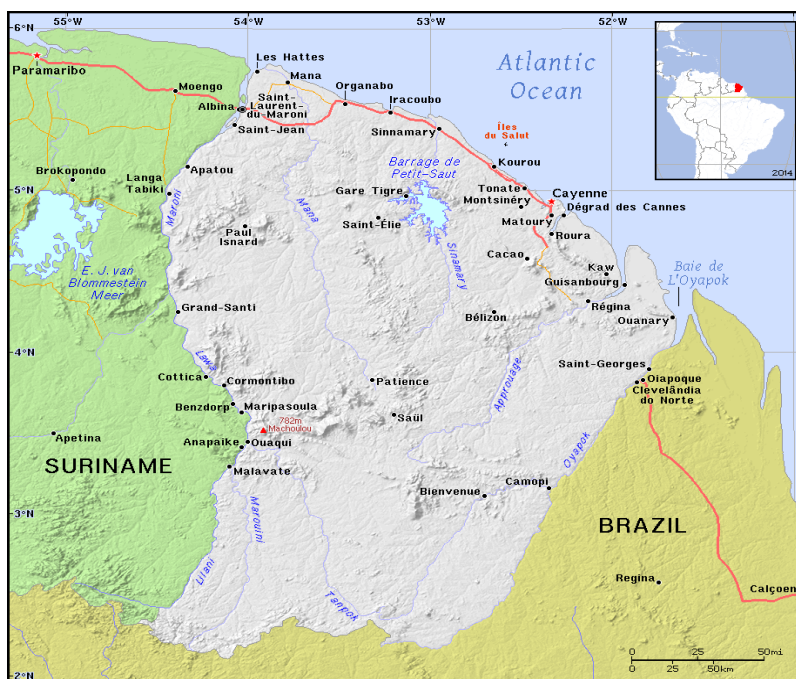 55°W
54°W
53°W
52°W
6°N
5°N
4°N
3°N
2°N
Atlantic
Ocean
2014
Paramaribo
Moengo
Albina
Les Hattes
Mana
Saint-
Laurent-
du Maroni
Saint-Jean
Organabo
Iracoubo
Sinnamary
Îles
du Salut
Kourou
Brokopondo
Langa
Tabiki
Apatou
Maroni
Mana
Barrage de
Petit-Saut
Gare Tigre
Saint-Élie
Sinamary
Tonate
Montsinéry
Cayenne
Matoury
Dégrad des Cannes
Roura
Paul
Isnard
Cacao
Kaw
Guisanbourg
Baie de
L'Oyapok
E. J. van
Blommestein
Meer
Grand-Santi
Bélizon
Régina
Ouanary
Lawa
Approuage
Saint-Georges
Oiapoque
Clevelândia
do Norte
Cottica
Cormontibo
Patience
Benzdorp
Maripasoula
Saül
782m
Machoulou
Apetina
Anapaike
Ouaqui
Malavate
SURINAME
Oyapok
Bienvenue
Camopi
Marouini
Litani
Tanpok
BRAZIL
Regina
Calçoen
0 25 50mi
0 25 50km